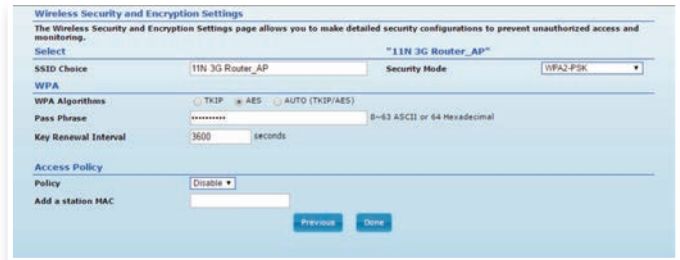 Wireless Security and Encryption Settings
The Wireless Security and Encryption Settings page allows you to make detailed security configurations to prevent unauthorized access and
monitoring.
Select "11N 3G Router_AP"
SSID Choice 11N 3G Router_AP Security Mode WPA2-PSK
WPA
WPA Algorithms TKIP AES AUTO (TKIP/AES)
Pass Phrase •••••••••• 8~63 ASCII or 64 Hexadecimal
Key Renewal Interval 3600 seconds
Access Policy
Policy Disable
Add a station MAC
Previous Done